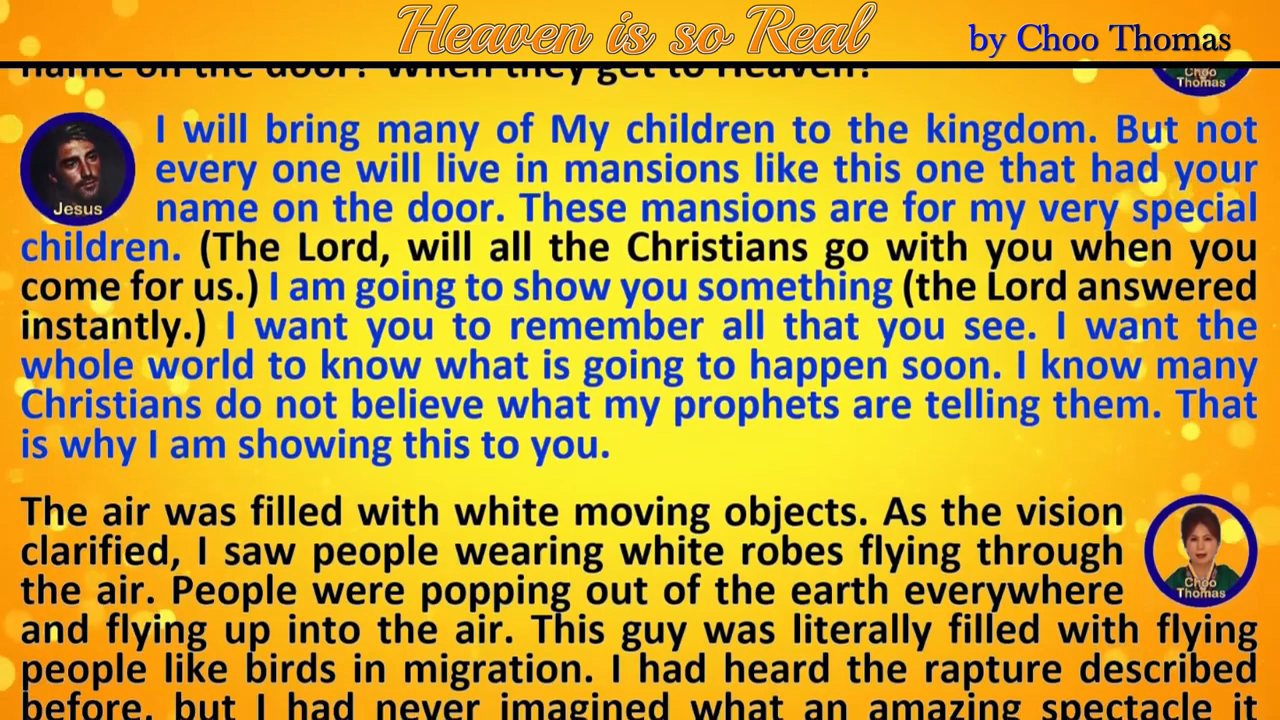 Heaven is so Real
by Choo Thomas
name on the door? When they get to Heaven?
Choo
Thomas
I will bring many of My children to the kingdom. But not
every one will live in mansions like this one that had your
Jesus
name on the door. These mansions are for my very special
children. (The Lord, will all the Christians go with you when you
come for us.) I am going to show you something (the Lord answered
instantly.) I want you to remember all that you see. I want the
whole world to know what is going to happen soon. I know many
Christians do not believe what my prophets are telling them. That
is why I am showing this to you.
The air was filled with white moving objects. As the vision
clarified, I saw people wearing white robes flying through
the air. People were popping out of the earth everywhere
Choo
Thomas
and flying up into the air. This guy was literally filled with flying
people like birds in migration. I had heard the rapture described
before, but I had never imagined what an amazing spectacle it